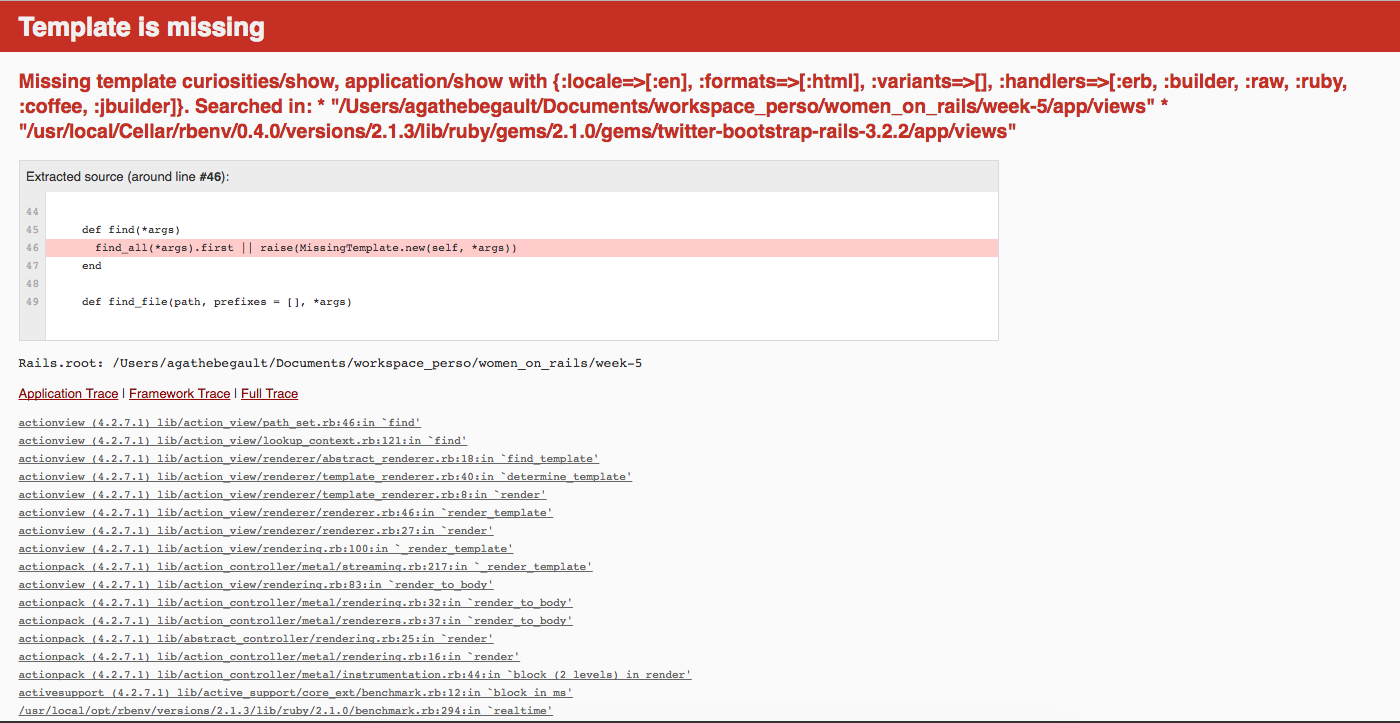 Template is missing
Missing template curiosities/show, application/show with {:locale=>[:en], :formats=>[:html], :variants=>[], :handlers=>[:erb, :builder, :raw, :ruby,
:coffee, :jbuilder]}. Searched in: * "/Users/agathebegault/Documents/workspace_perso/women_on_rails/week-5/app/views" *
"/usr/local/Cellar/rbenv/0.4.0/versions/2.1.3/lib/ruby/gems/2.1.0/gems/twitter-bootstrap-rails-3.2.2/app/views"
Extracted source (around line #46):
44
45 def find(*args)
46 find_all(*args).first || raise(MissingTemplate.new(self, *args))
47 end
48
49 def find_file(path, prefixes = [], *args)
Rails.root: /Users/agathebegault/Documents/workspace_perso/women_on_rails/week-5
Application Trace | Framework Trace | Full Trace
actionview (4.2.7.1) lib/action_view/path_set.rb:46:in `find'
actionview (4.2.7.1) lib/action_view/lookup_context.rb:121:in `find'
actionview (4.2.7.1) lib/action_view/renderer/abstract_renderer.rb:18:in `find_template'
actionview (4.2.7.1) lib/action_view/renderer/template_renderer.rb:40:in `determine_template'
actionview (4.2.7.1) lib/action_view/renderer/template_renderer.rb:8:in `render'
actionview (4.2.7.1) lib/action_view/renderer/renderer.rb:46:in `render_template'
actionview (4.2.7.1) lib/action_view/renderer/renderer.rb:27:in `render'
actionview (4.2.7.1) lib/action_view/rendering.rb:100:in `_render_template'
actionpack (4.2.7.1) lib/action_controller/metal/streaming.rb:217:in `_render_template'
actionview (4.2.7.1) lib/action_view/rendering.rb:83:in `render_to_body'
actionpack (4.2.7.1) lib/action_controller/metal/rendering.rb:32:in `render_to_body'
actionpack (4.2.7.1) lib/action_controller/metal/renderers.rb:37:in `render_to_body'
actionpack (4.2.7.1) lib/abstract_controller/rendering.rb:25:in `render'
actionpack (4.2.7.1) lib/action_controller/metal/rendering.rb:16:in `render'
actionpack (4.2.7.1) lib/action_controller/metal/instrumentation.rb:44:in `block (2 levels) in render'
activesupport (4.2.7.1) lib/active_support/core_ext/benchmark.rb:12:in `block in ms'
/usr/local/opt/rbenv/versions/2.1.3/lib/ruby/2.1.0/benchmark.rb:294:in `realtime'